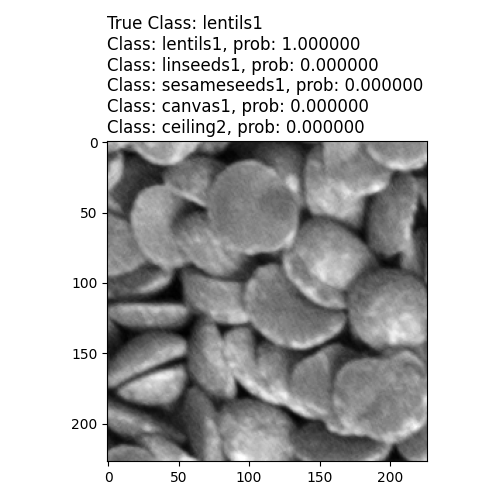 True Class: lentils1
Class: lentils1, prob: 1.000000
Class: linseeds1, prob: 0.000000
Class: sesameseeds1, prob: 0.000000
Class: canvas1, prob: 0.000000
Class: ceiling2, prob: 0.000000
0
50
100
150
200
0 50 100 150 200